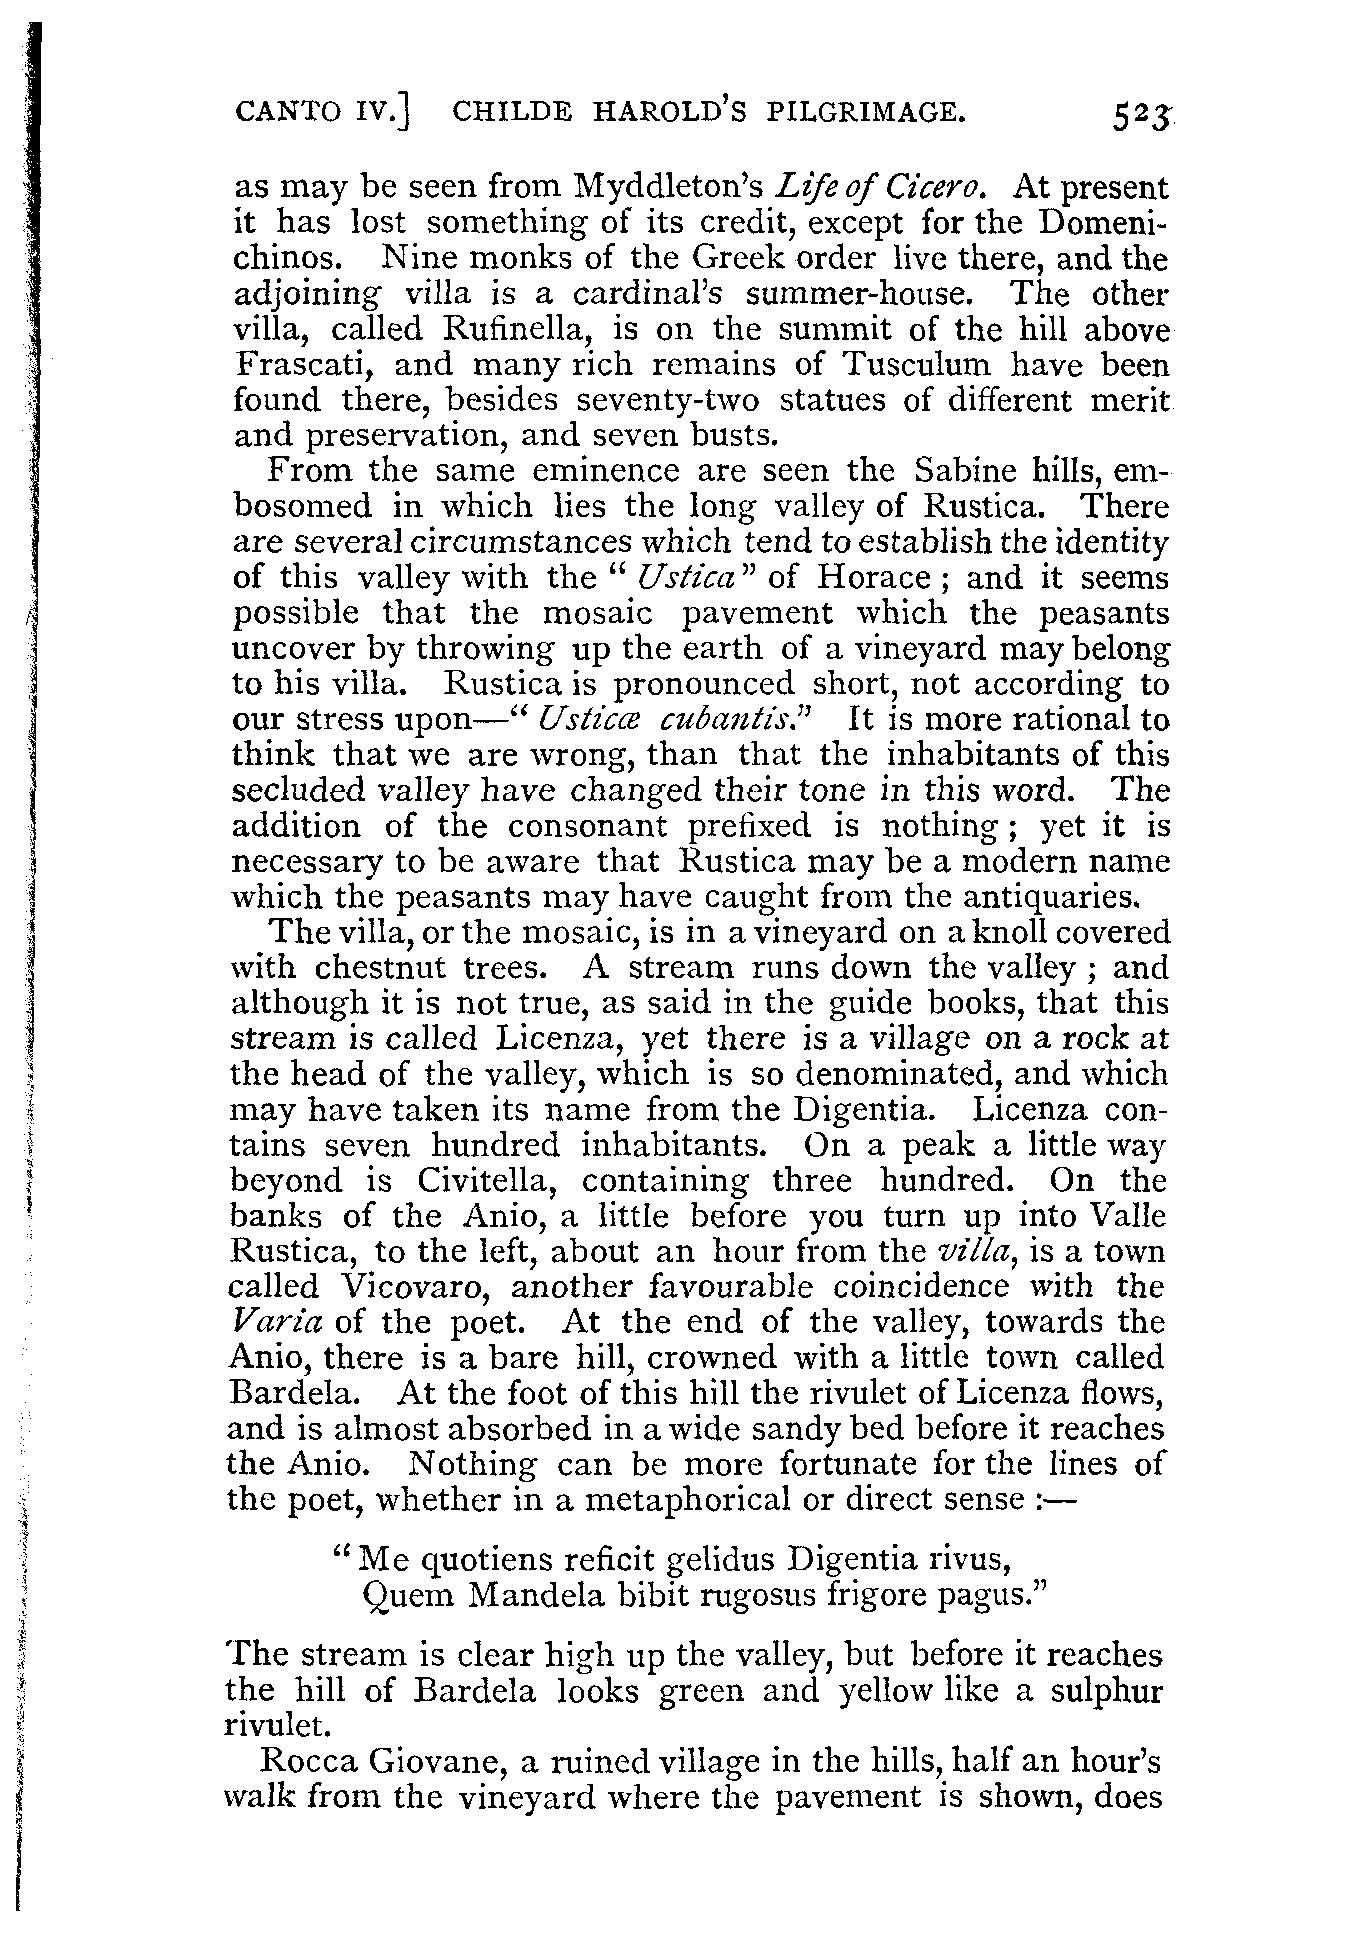 CANTO IV.] CHILDE HAROLD'S PILGRIMAGE. 523
as may be seen from Myddleton's Life of Cicero. At present
it has lost something of its credit, except for the Domeni-
chinos. Nine monks of the Greek order live there, and the
adjoining villa is a cardinal's summer-house. The other
villa, called Rufinella, is on the summit of the hill above
Frascati, and many rich remains of Tusculum have been
found there, besides seventy-two statues of different merit
and preservation, and seven busts.
From the same eminence are seen the Sabine hills, em-
bosomed in which lies the long valley of Rustica. There
are several circumstances which tend to establish the identity
of this valley with the "Ustica" of Horace; and it seems
possible that the mosaic pavement which the peasants
uncover by throwing up the earth of a vineyard may belong
to his villa. Rustica is pronounced short, not according to
our stress upon—"Usticæ cubantis." It is more rational to
think that we are wrong, than that the inhabitants of this
secluded valley have changed their tone in this word. The
addition of the consonant prefixed is nothing; yet it is
necessary to be aware that Rustica may be a modern name
which the peasants may have caught from the antiquaries.
The villa, or the mosaic, is in a vineyard on a knoll covered
with chestnut trees. A stream runs down the valley; and
although it is not true, as said in the guide books, that this
stream is called Licenza, yet there is a village on a rock at
the head of the valley, which is so denominated, and which
may have taken its name from the Digentia. Licenza con-
tains seven hundred inhabitants. On a peak a little way
beyond is Civitella, containing three hundred. On the
banks of the Anio, a little before you turn up into Valle
Rustica, to the left, about an hour from the villa, is a town
called Vicovaro, another favourable coincidence with the
Varia of the poet. At the end of the valley, towards the
Anio, there is a bare hill, crowned with a little town called
Bardela. At the foot of this hill the rivulet of Licenza flows,
and is almost absorbed in a wide sandy bed before it reaches
the Anio. Nothing can be more fortunate for the lines of
the poet, whether in a metaphorical or direct sense:—
"Me quotiens reficit gelidus Digentia rivus,
Quem Mandela bibit rugosus frigore pagus."
The stream is clear high up the valley, but before it reaches
the hill of Bardela looks green and yellow like a sulphur
rivulet.
Rocca Giovane, a ruined village in the hills, half an hour's
walk from the vineyard where the pavement is shown, does